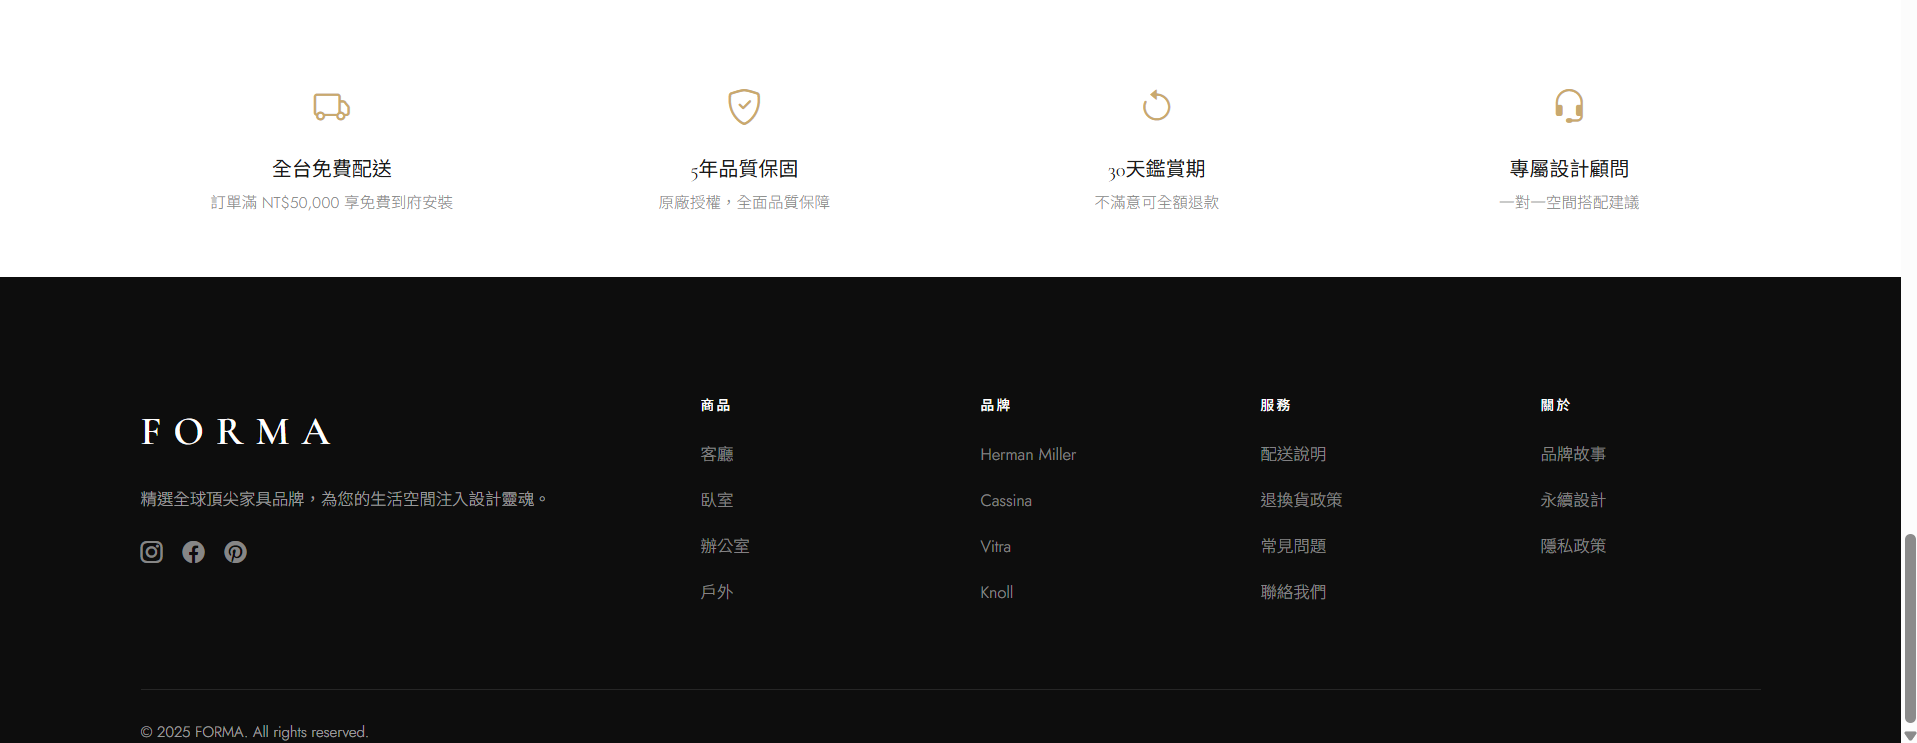 全台免費配送
訂單滿 NT$50,000 享免費到府安裝
5年品質保固
原廠授權，全面品質保障
30天鑑賞期
不滿意可全額退款
專屬設計顧問
一對一空間搭配建議
FORMA
精選全球頂尖家具品牌，為您的生活空間注入設計靈魂。
商品
客廳
臥室
辦公室
戶外
品牌
Herman Miller
Cassina
Vitra
Knoll
服務
配送說明
退換貨政策
常見問題
聯絡我們
關於
品牌故事
永續設計
隱私政策
© 2025 FORMA. All rights reserved.